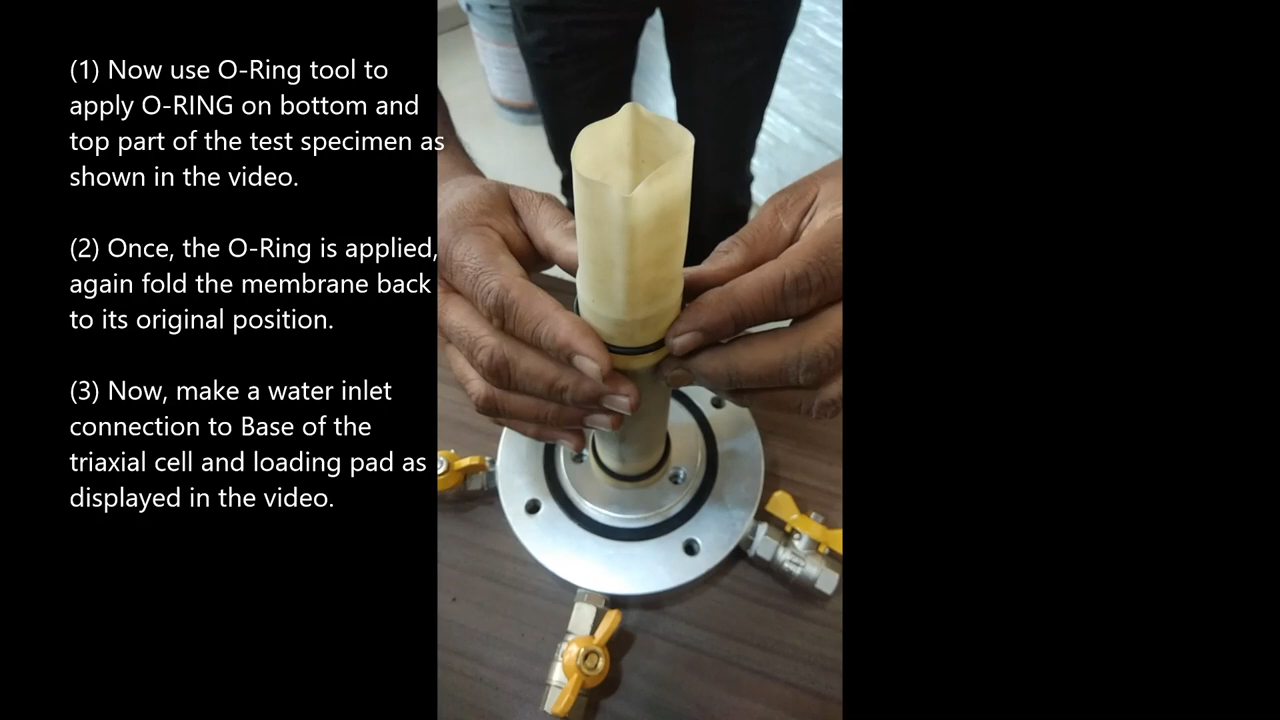 (1) Now use O-Ring tool to
apply O-RING on bottom and
top part of the test specimen as
shown in the video.
(2) Once, the O-Ring is applied,
again fold the membrane back
to its original position.
(3) Now, make a water inlet
connection to Base of the
triaxial cell and loading pad as
displayed in the video.